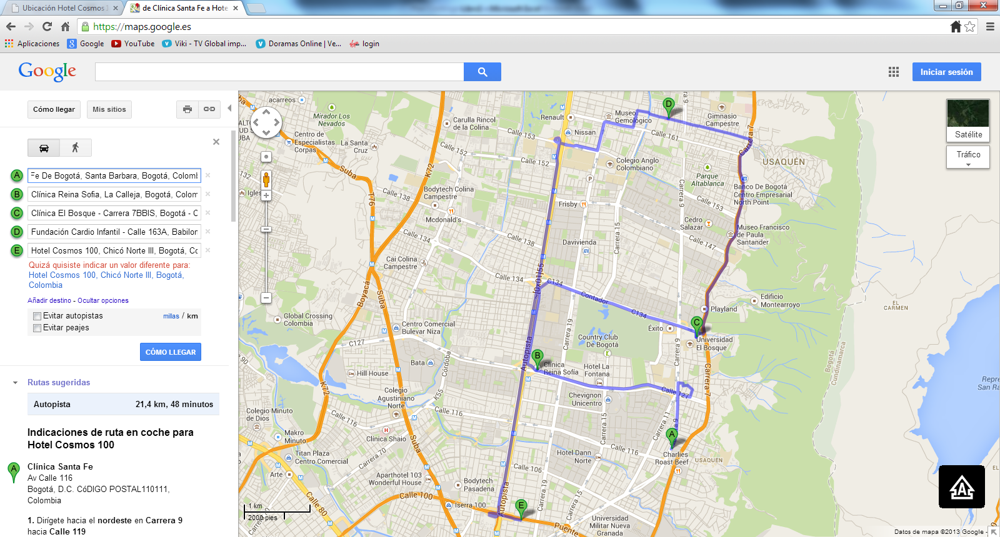 Ubicación Hotel Cosmos
de Clínica Santa Fe a Hote
https://maps.google.es
Aplicaciones
Google
YouTube
Viki - TV Global imp...
Doramas Online | Ve...
login
Google
Iniciar sesión
Cómo llegar
Mis sitios
A
Fe De Bogotá, Santa Barbara, Bogotá, Colomb
B
Clínica Reina Sofia, La Calleja, Bogotá, Colom
C
Clínica El Bosque - Carrera 7BBIS, Bogotá - C
D
Fundación Cardio Infantil - Calle 163A, Babilon
E
Hotel Cosmos 100, Chicó Norte III, Bogotá, Co
Quizá quisiste indicar un valor diferente para:
Hotel Cosmos 100, Chicó Norte III, Bogotá,
Colombia
Añadir destino - Ocultar opciones
Evitar autopistas
millas / km
Evitar peajes
CÓMO LLEGAR
Rutas sugeridas
Autopista
21,4 km, 48 minutos
Indicaciones de ruta en coche para
Hotel Cosmos 100
A
Clínica Santa Fe
Av Calle 116
Bogotá, D.C. CóDIGO POSTAL110111,
Colombia
1. Dirígete hacia el nordeste en Carrera 9
hacia Calle 119
acarreos
Mirador Los
Nevados
Centro de
Especialistas
Corpas
La Santa
Cruz
Suba
K72
Carulla Rincol
de la Colina
Calle 153
Calle 152
Calle 152
Renault
Nissan
Museo
Gemologico
D
Gimnasio
Campestre
Calle 161
Carrera 9
Carrera 7
Colegio Anglo
Colombiano
USAQUÉN
Parque
Altablanca
Banco De Bogotá
Centro Empresarial
North Point
Iglesi
T76
Bodytech Colina
Campestre
Mcdonald's
Calle 138
Calle 138
Calle 134
Calle 134
Frisby
Davivienda
Carrera 15
Carrera 9
Cedro
Salazar
Museo Francisco
de Paula
Santander
Calle 147
Cai Colina
Campestre
Boyacá
Suba
[0x01]55
C134
Contador
C134
Edificio
Montearroyo
Playland
EL
CARMEN
Global Crossing
Colombia
Centro Comercial
Bulevar Niza
C127
Carrera 19
Country Club
De Bogotá
Éxito
C
Universidad
El Bosque
Autopista
B
Clínica
Reina Sofía
Hotel La
Fontana
Carrera 9
Carrera 7
Bogotá
Cundinamarca
Bata
Córdoba
Hill House
Colegio
Agustiniano
Norte
K55
K72
Colegio Minuto
de Dios
Calle 116
Chevignon
Unicentro
Calle 127
Carrera 15
Carrera 11
Makro
Minuto
Clínica Shaio
Carrera 70
Titan Plaza
Centro Comercial
Suba
Hotel Dann
Norte
Calle 116
A
Charlies
Roast Beef
USAQUÉN
Arte
Aparthotel 103
Wonderful House
Calle 106
Bodytech
Pasadena
Calle 100
Iserra 100
Autopista
E
Carrera 19
Calle 80
Puente
Universidad
Militar Nueva
Granada
1 km
2000 pies
Satélite
Tráfico
Repre
San Ra
A
Datos de mapa ©2013 Google -